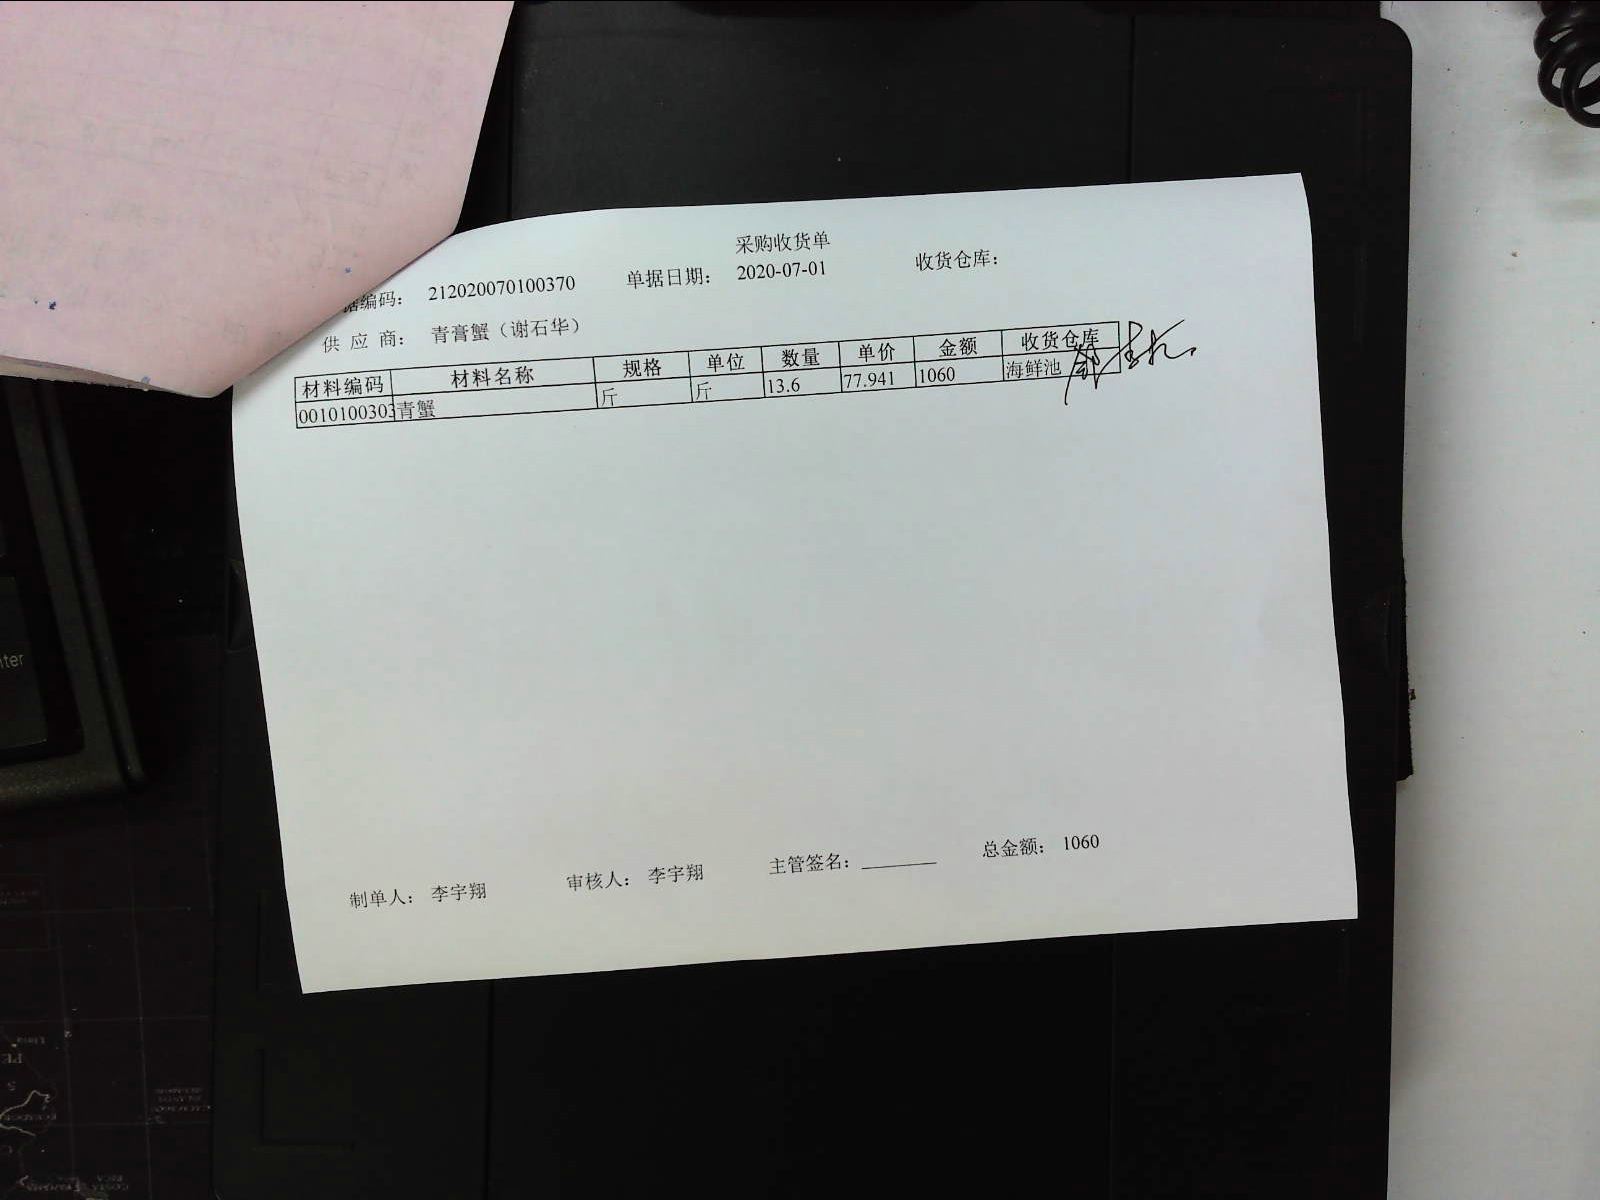 采购收货单
据编码： 212020070100370 单据日期： 2020-07-01 收货仓库：
供 应 商： 青膏蟹（谢石华）
材料编码 材料名称 规格 单位 数量 单价 金额 收货仓库
0010100303 青蟹 斤 斤 13.6 77.941 1060 海鲜池
制单人： 李宇翔 审核人： 李宇翔 主管签名：________ 总金额： 1060
nter